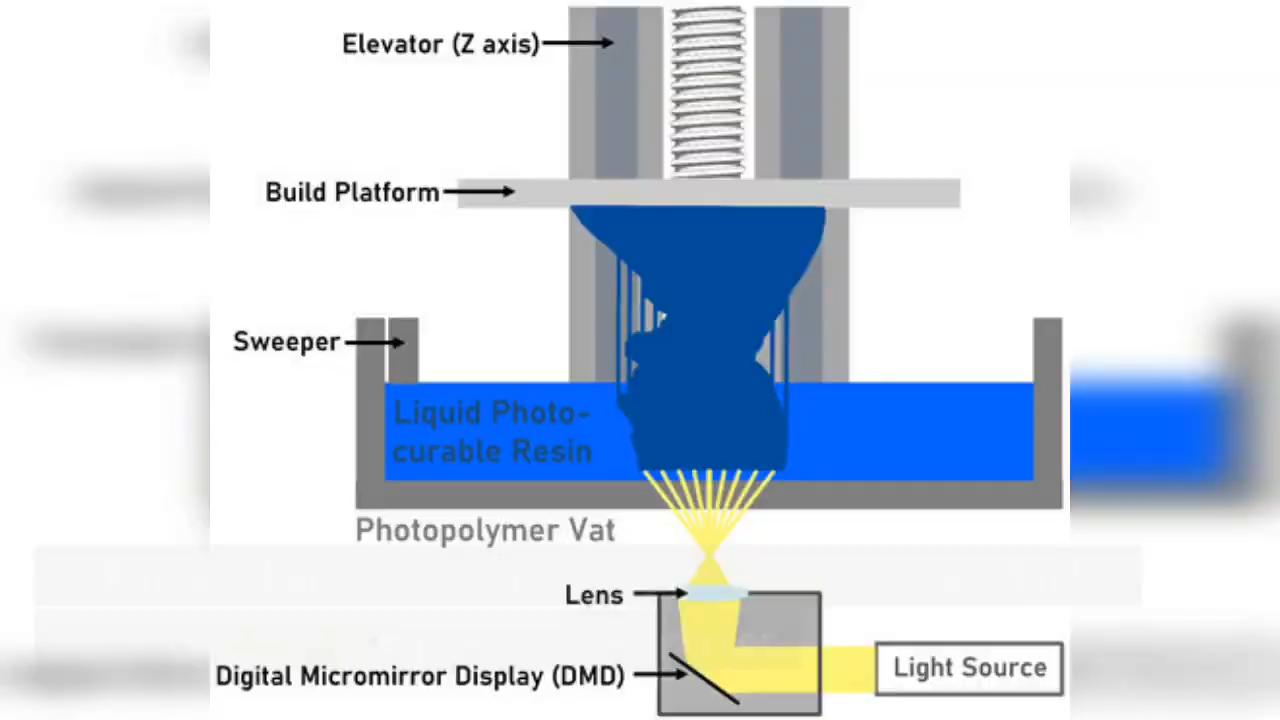 Elevator (Z axis)
Build Platform
Sweeper
Liquid Photo-
curable Resin
Photopolymer Vat
Lens
Digital Micromirror Display (DMD)
Light Source